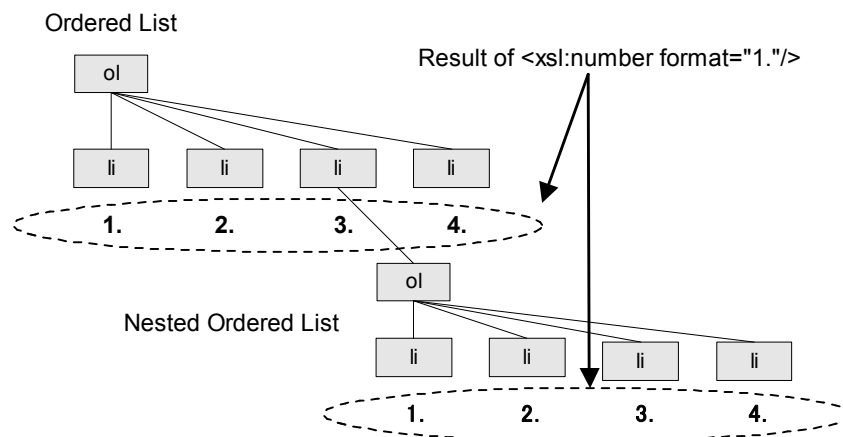 Ordered List
Result of <xsl:number format="1."/>
ol
li li li li
1. 2. 3. 4.
ol
Nested Ordered List
li li li li
1. 2. 3. 4.